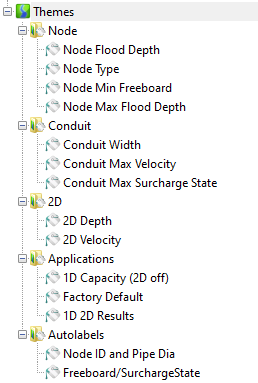 Themes
Node
Node Flood Depth
Node Type
Node Min Freeboard
Node Max Flood Depth
Conduit
Conduit Width
Conduit Max Velocity
Conduit Max Surcharge State
2D
2D Depth
2D Velocity
Applications
1D Capacity (2D off)
Factory Default
1D 2D Results
Autolabels
Node ID and Pipe Dia
Freeboard/SurchargeState